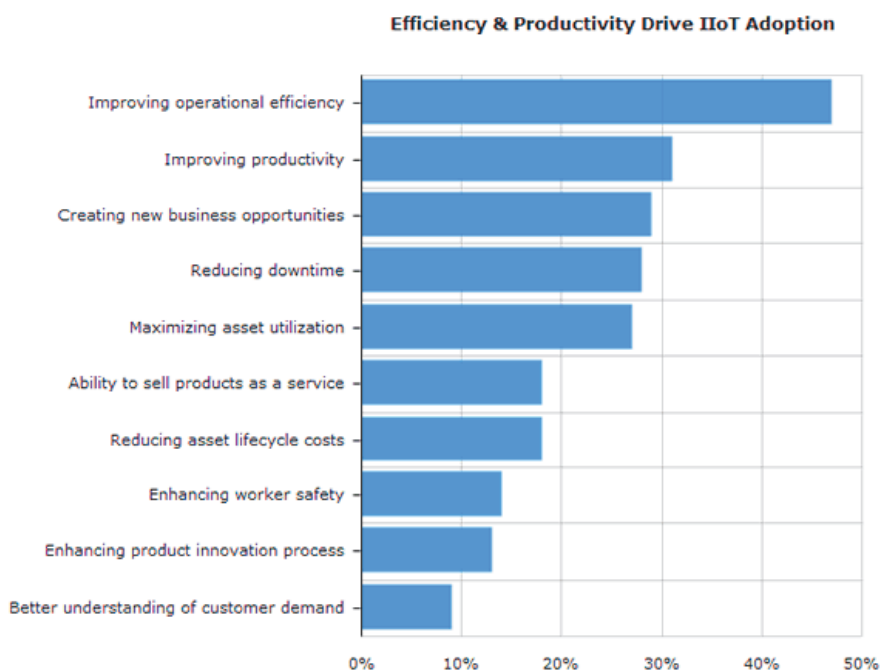 Efficiency & Productivity Drive IIoT Adoption
Improving operational efficiency
Improving productivity
Creating new business opportunities
Reducing downtime
Maximizing asset utilization
Ability to sell products as a service
Reducing asset lifecycle costs
Enhancing worker safety
Enhancing product innovation process
Better understanding of customer demand
0% 10% 20% 30% 40% 50%